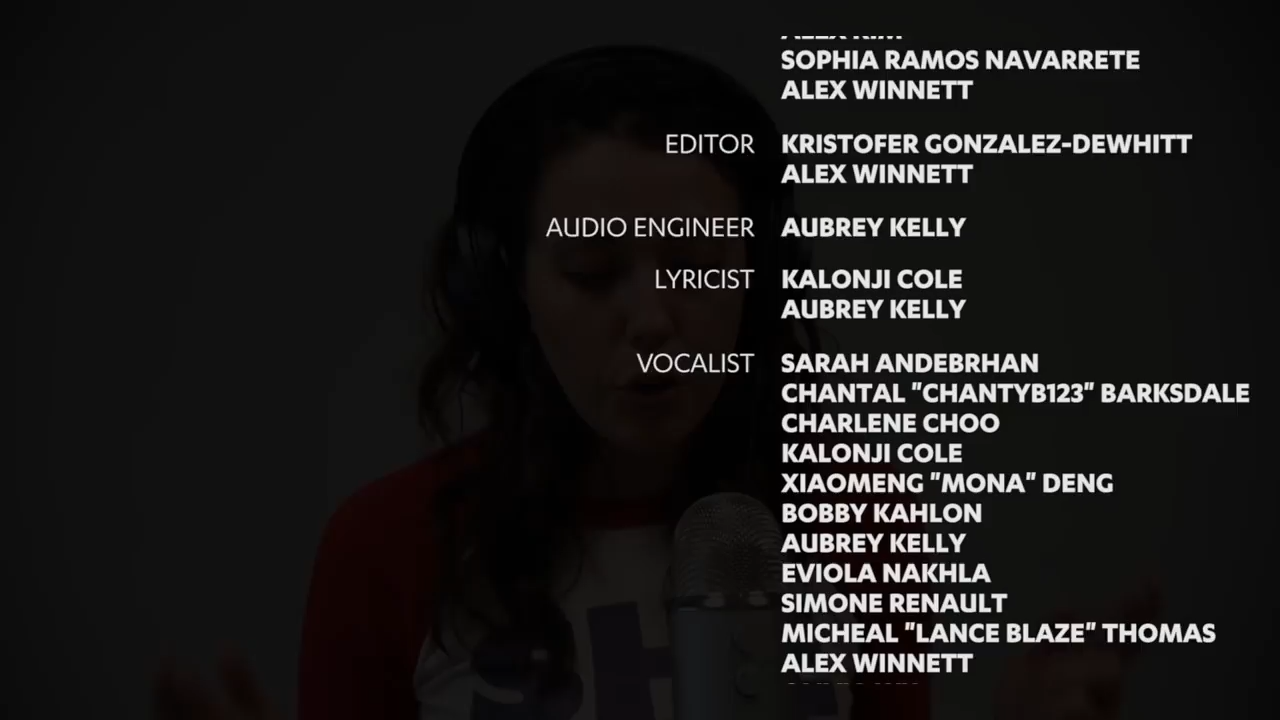 SOPHIA RAMOS NAVARRETE
ALEX WINNETT
EDITOR KRISTOFER GONZALEZ-DEWHITT
ALEX WINNETT
AUDIO ENGINEER AUBREY KELLY
LYRICIST KALONJI COLE
AUBREY KELLY
VOCALIST SARAH ANDEBRHAN
CHANTAL "CHANTYB123" BARKSDALE
CHARLENE CHOO
KALONJI COLE
XIAOMENG "MONA" DENG
BOBBY KAHLON
AUBREY KELLY
EVIOLA NAKHLA
SIMONE RENAULT
MICHEAL "LANCE BLAZE" THOMAS
ALEX WINNETT